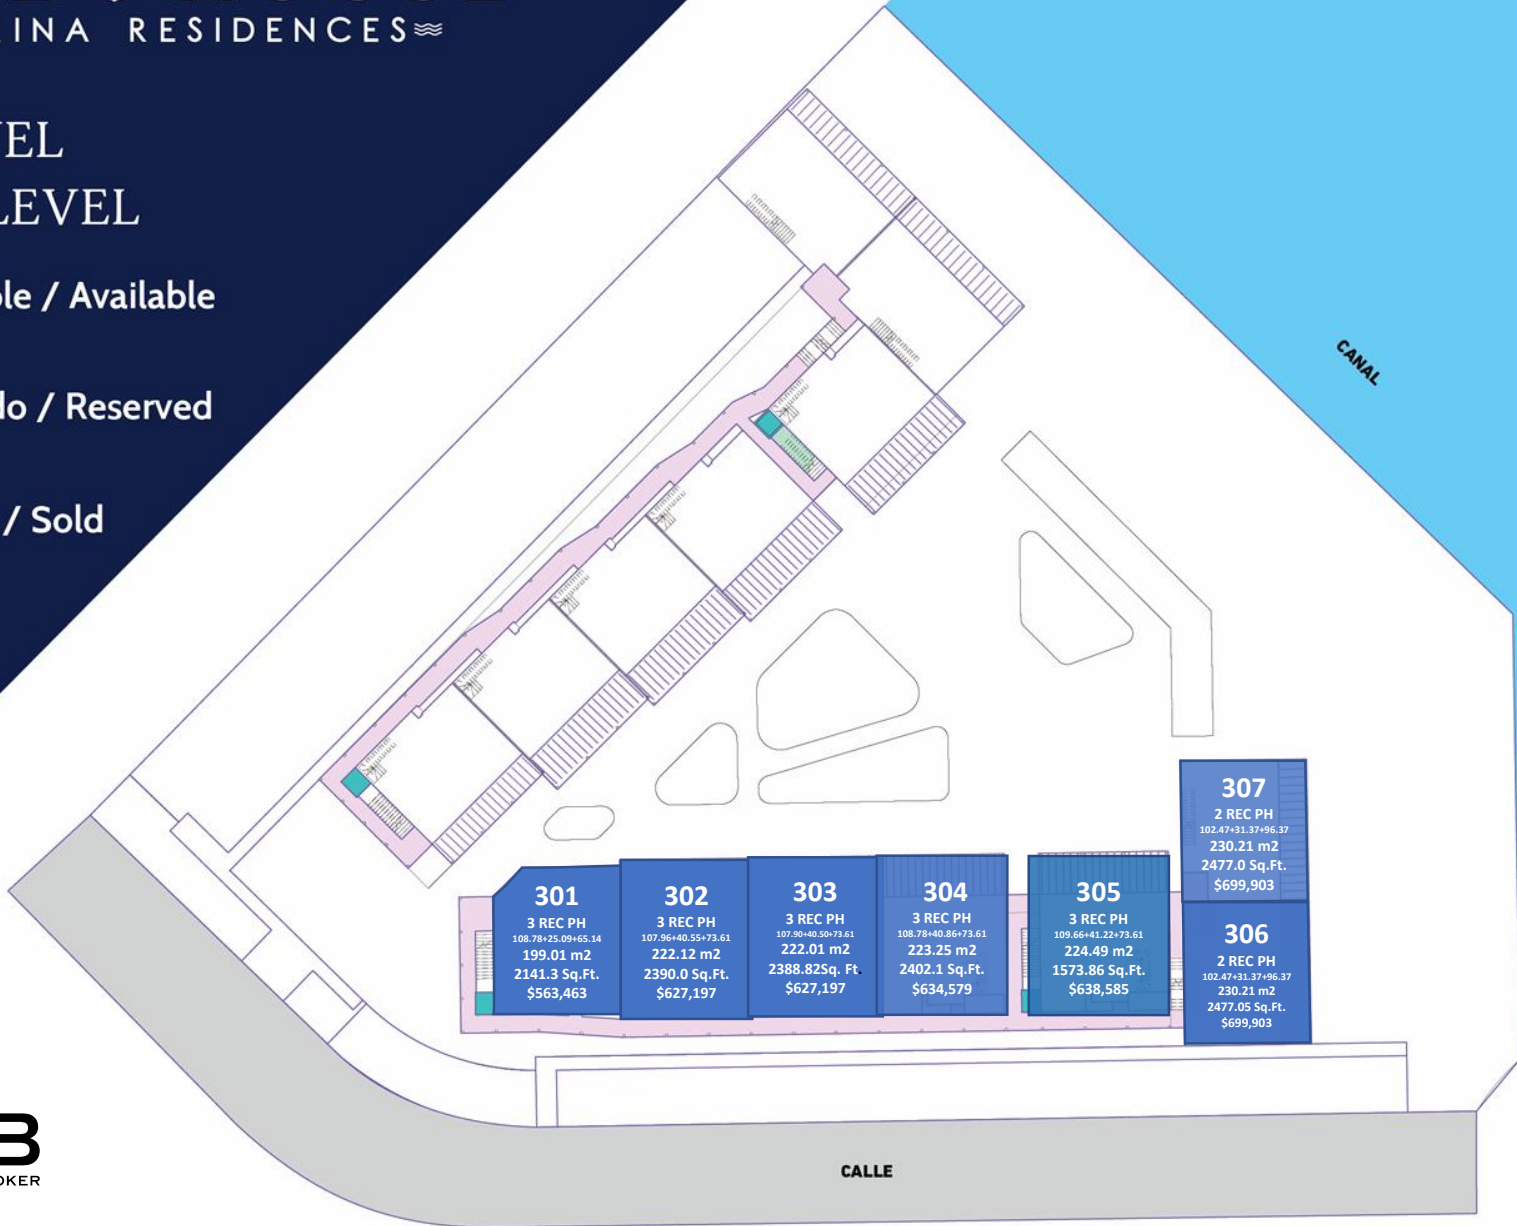 INA RESIDENCES
VEL
LEVEL
ble / Available
do / Reserved
/ Sold
CANAL
307
2 REC PH
102.47+31.37+96.37
230.21 m2
2477.0 Sq.Ft.
$699,903
301
3 REC PH
108.78+25.09+65.14
199.01 m2
2141.3 Sq.Ft.
$563,463
302
3 REC PH
107.96+40.55+73.61
222.12 m2
2390.0 Sq.Ft.
$627,197
303
3 REC PH
107.90+40.50+73.61
222.01 m2
2388.82Sq. Ft.
$627,197
304
3 REC PH
108.78+40.86+73.61
223.25 m2
2402.1 Sq.Ft.
$634,579
305
3 REC PH
109.66+41.22+73.61
224.49 m2
1573.86 Sq.Ft.
$638,585
306
2 REC PH
102.47+31.37+96.37
230.21 m2
2477.05 Sq.Ft.
$699,903
B
OKER
CALLE